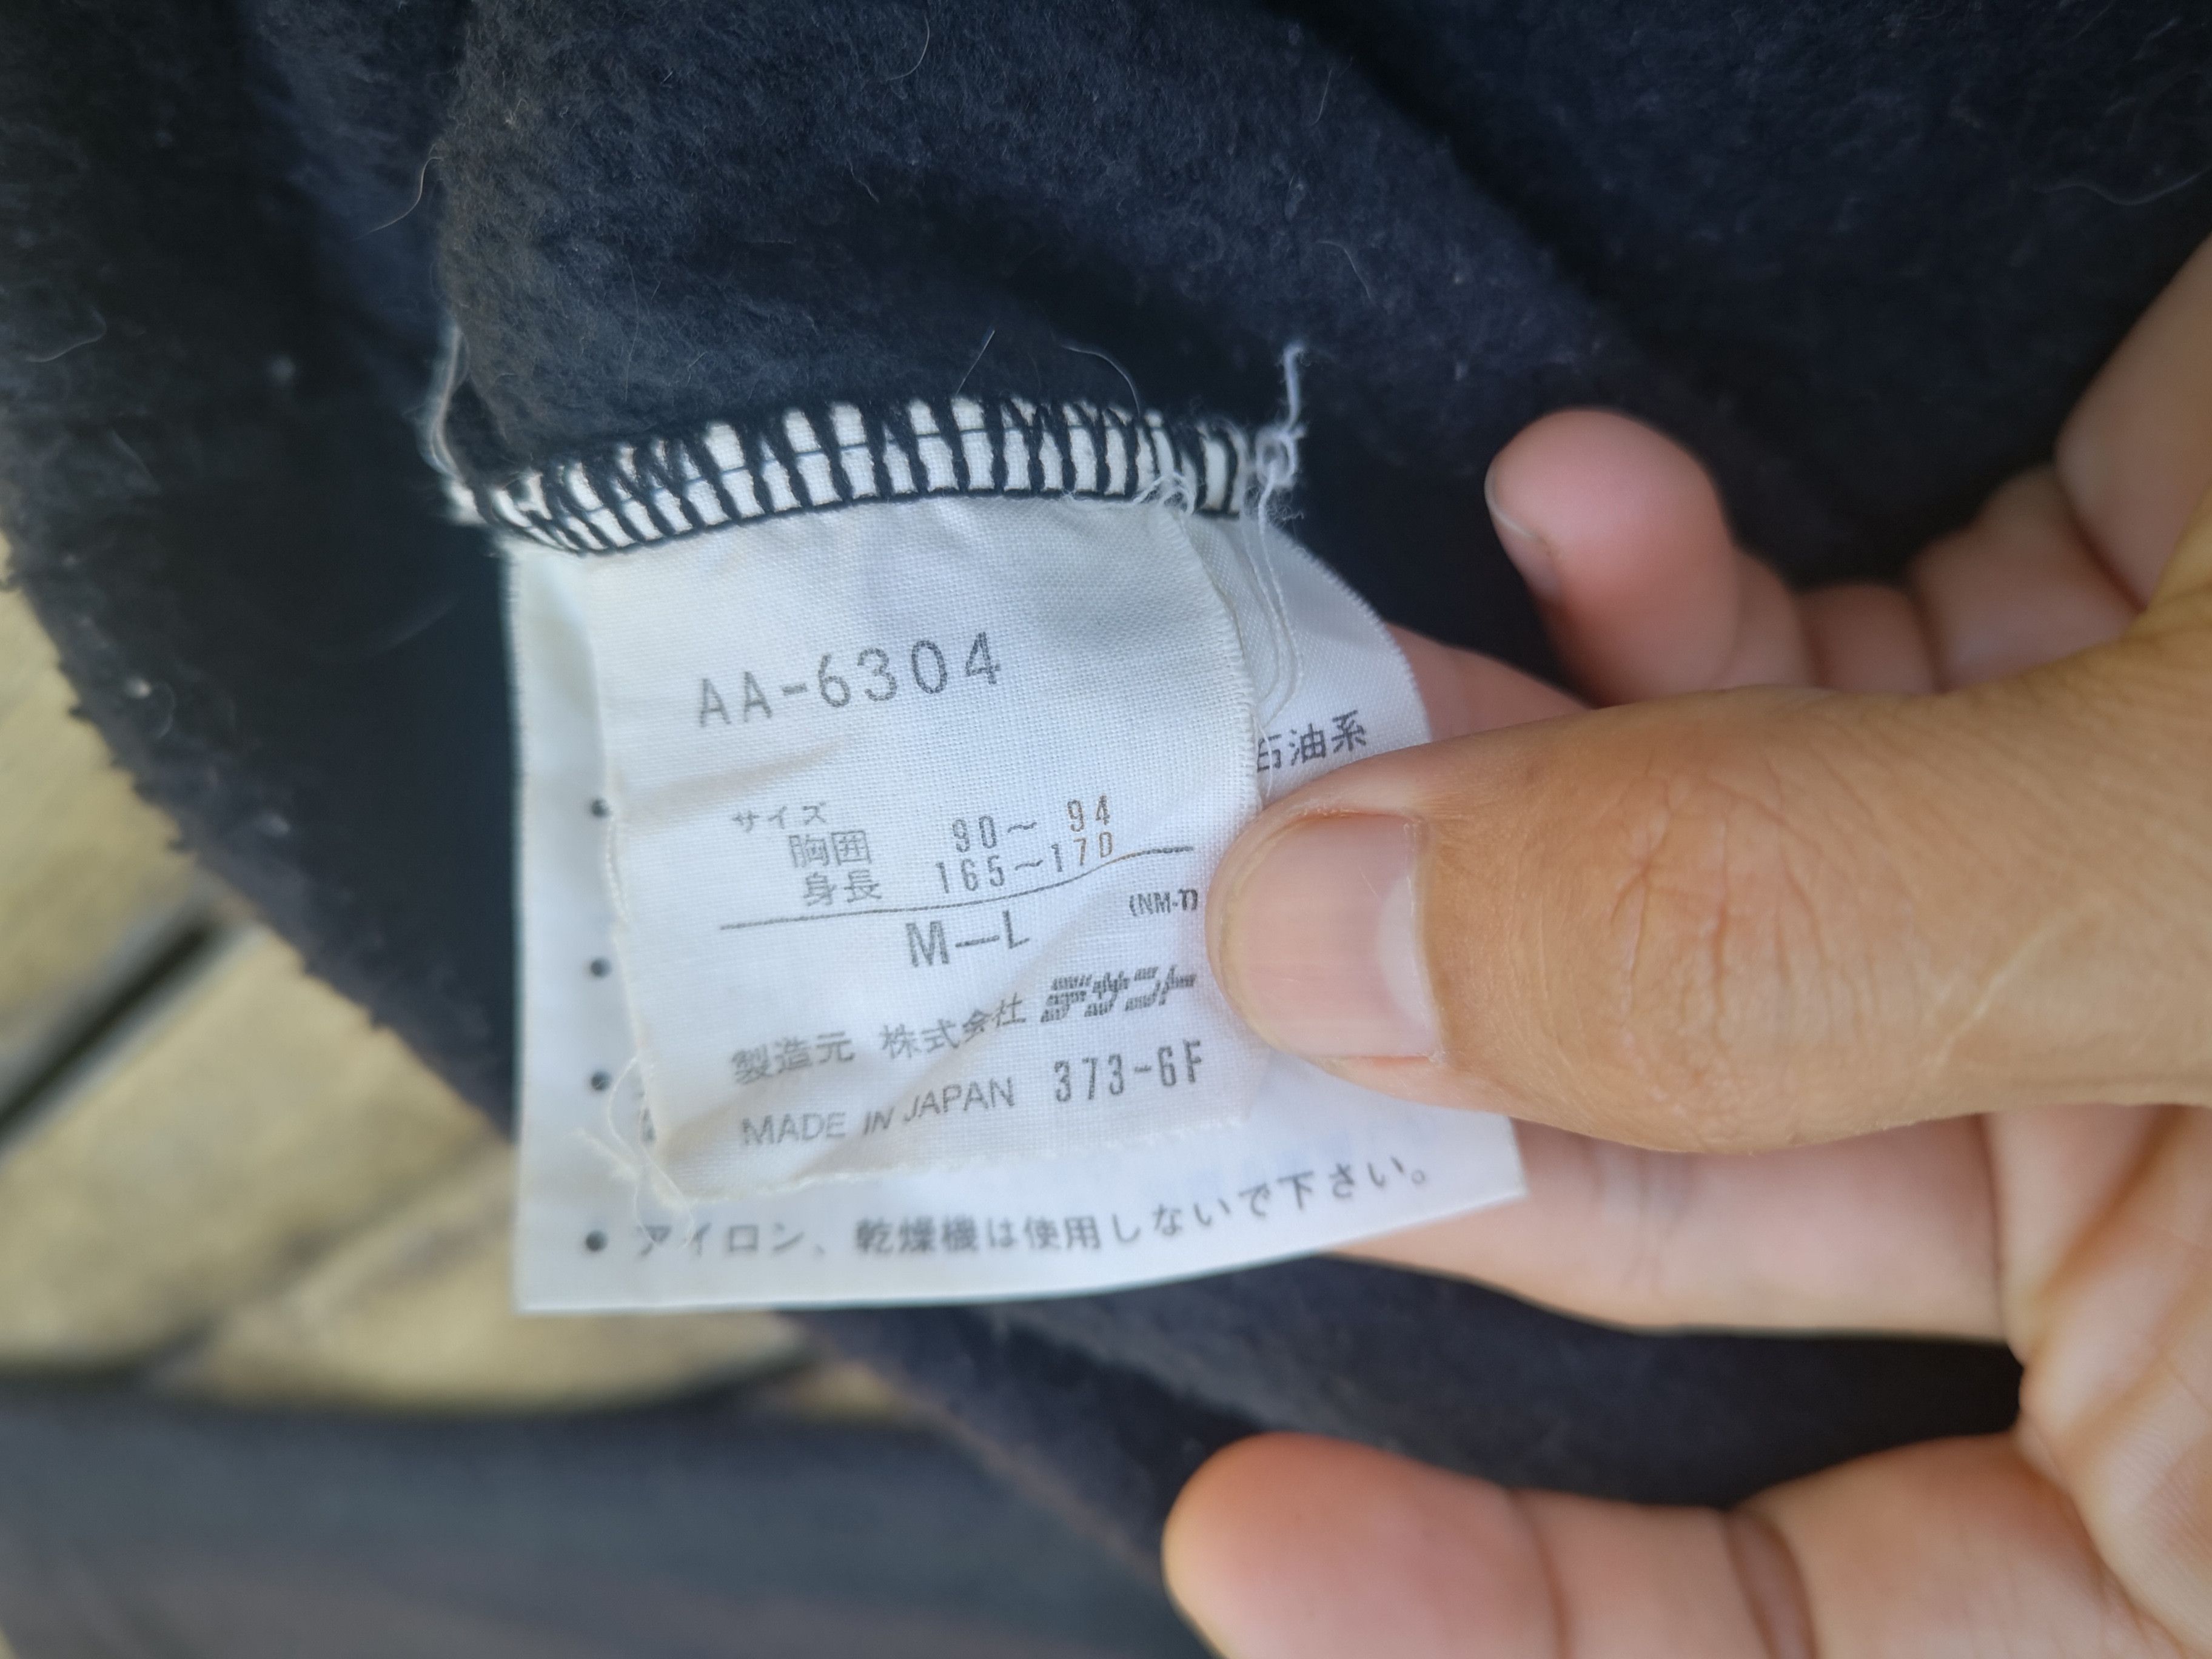 AA-6304
石油系
サイズ
胸囲 90～ 94
身長 165～170
M—L (NM-1)
製造元 株式会社 デサント
MADE IN JAPAN 373-6F
• アイロン、乾燥機は使用しないで下さい。